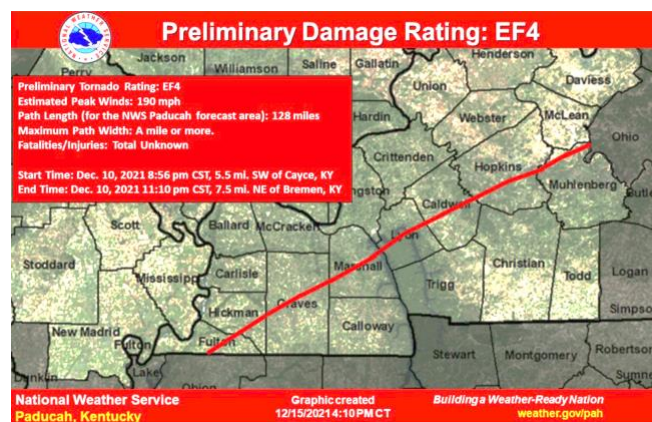 NATIONAL WEATHER SERVICE
Preliminary Damage Rating: EF4
Preliminary Tornado Rating: EF4
Estimated Peak Winds: 190 mph
Path Length (for the NWS Paducah forecast area): 128 miles
Maximum Path Width: A mile or more.
Fatalities/Injuries: Total Unknown
Start Time: Dec. 10, 2021 8:56 pm CST, 5.5 mi. SW of Cayce, KY
End Time: Dec. 10, 2021 11:10 pm CST, 7.5 mi. NE of Bremen, KY
Perry
Jackson
Williamson
Saline
Gallatin
Henderson
Union
Daviess
Webster
McLean
Hardin
Ohio
Crittenden
Hopkins
Muhlenberg
Caldwell
Scott
Ballard
McCracken
Lyon
Stoddard
Mississippi
Carlisle
Marshall
Christian
Todd
Logan
Trigg
Hickman
Graves
Simpso
Calloway
New Madrid
Fulton
Fulton
Stewart
Montgomery
Robertson
Lake
Sumne
National Weather Service
Paducah, Kentucky
Graphic created
12/15/2021 4:10 PM CT
Building a Weather-Ready Nation
weather.gov/pah